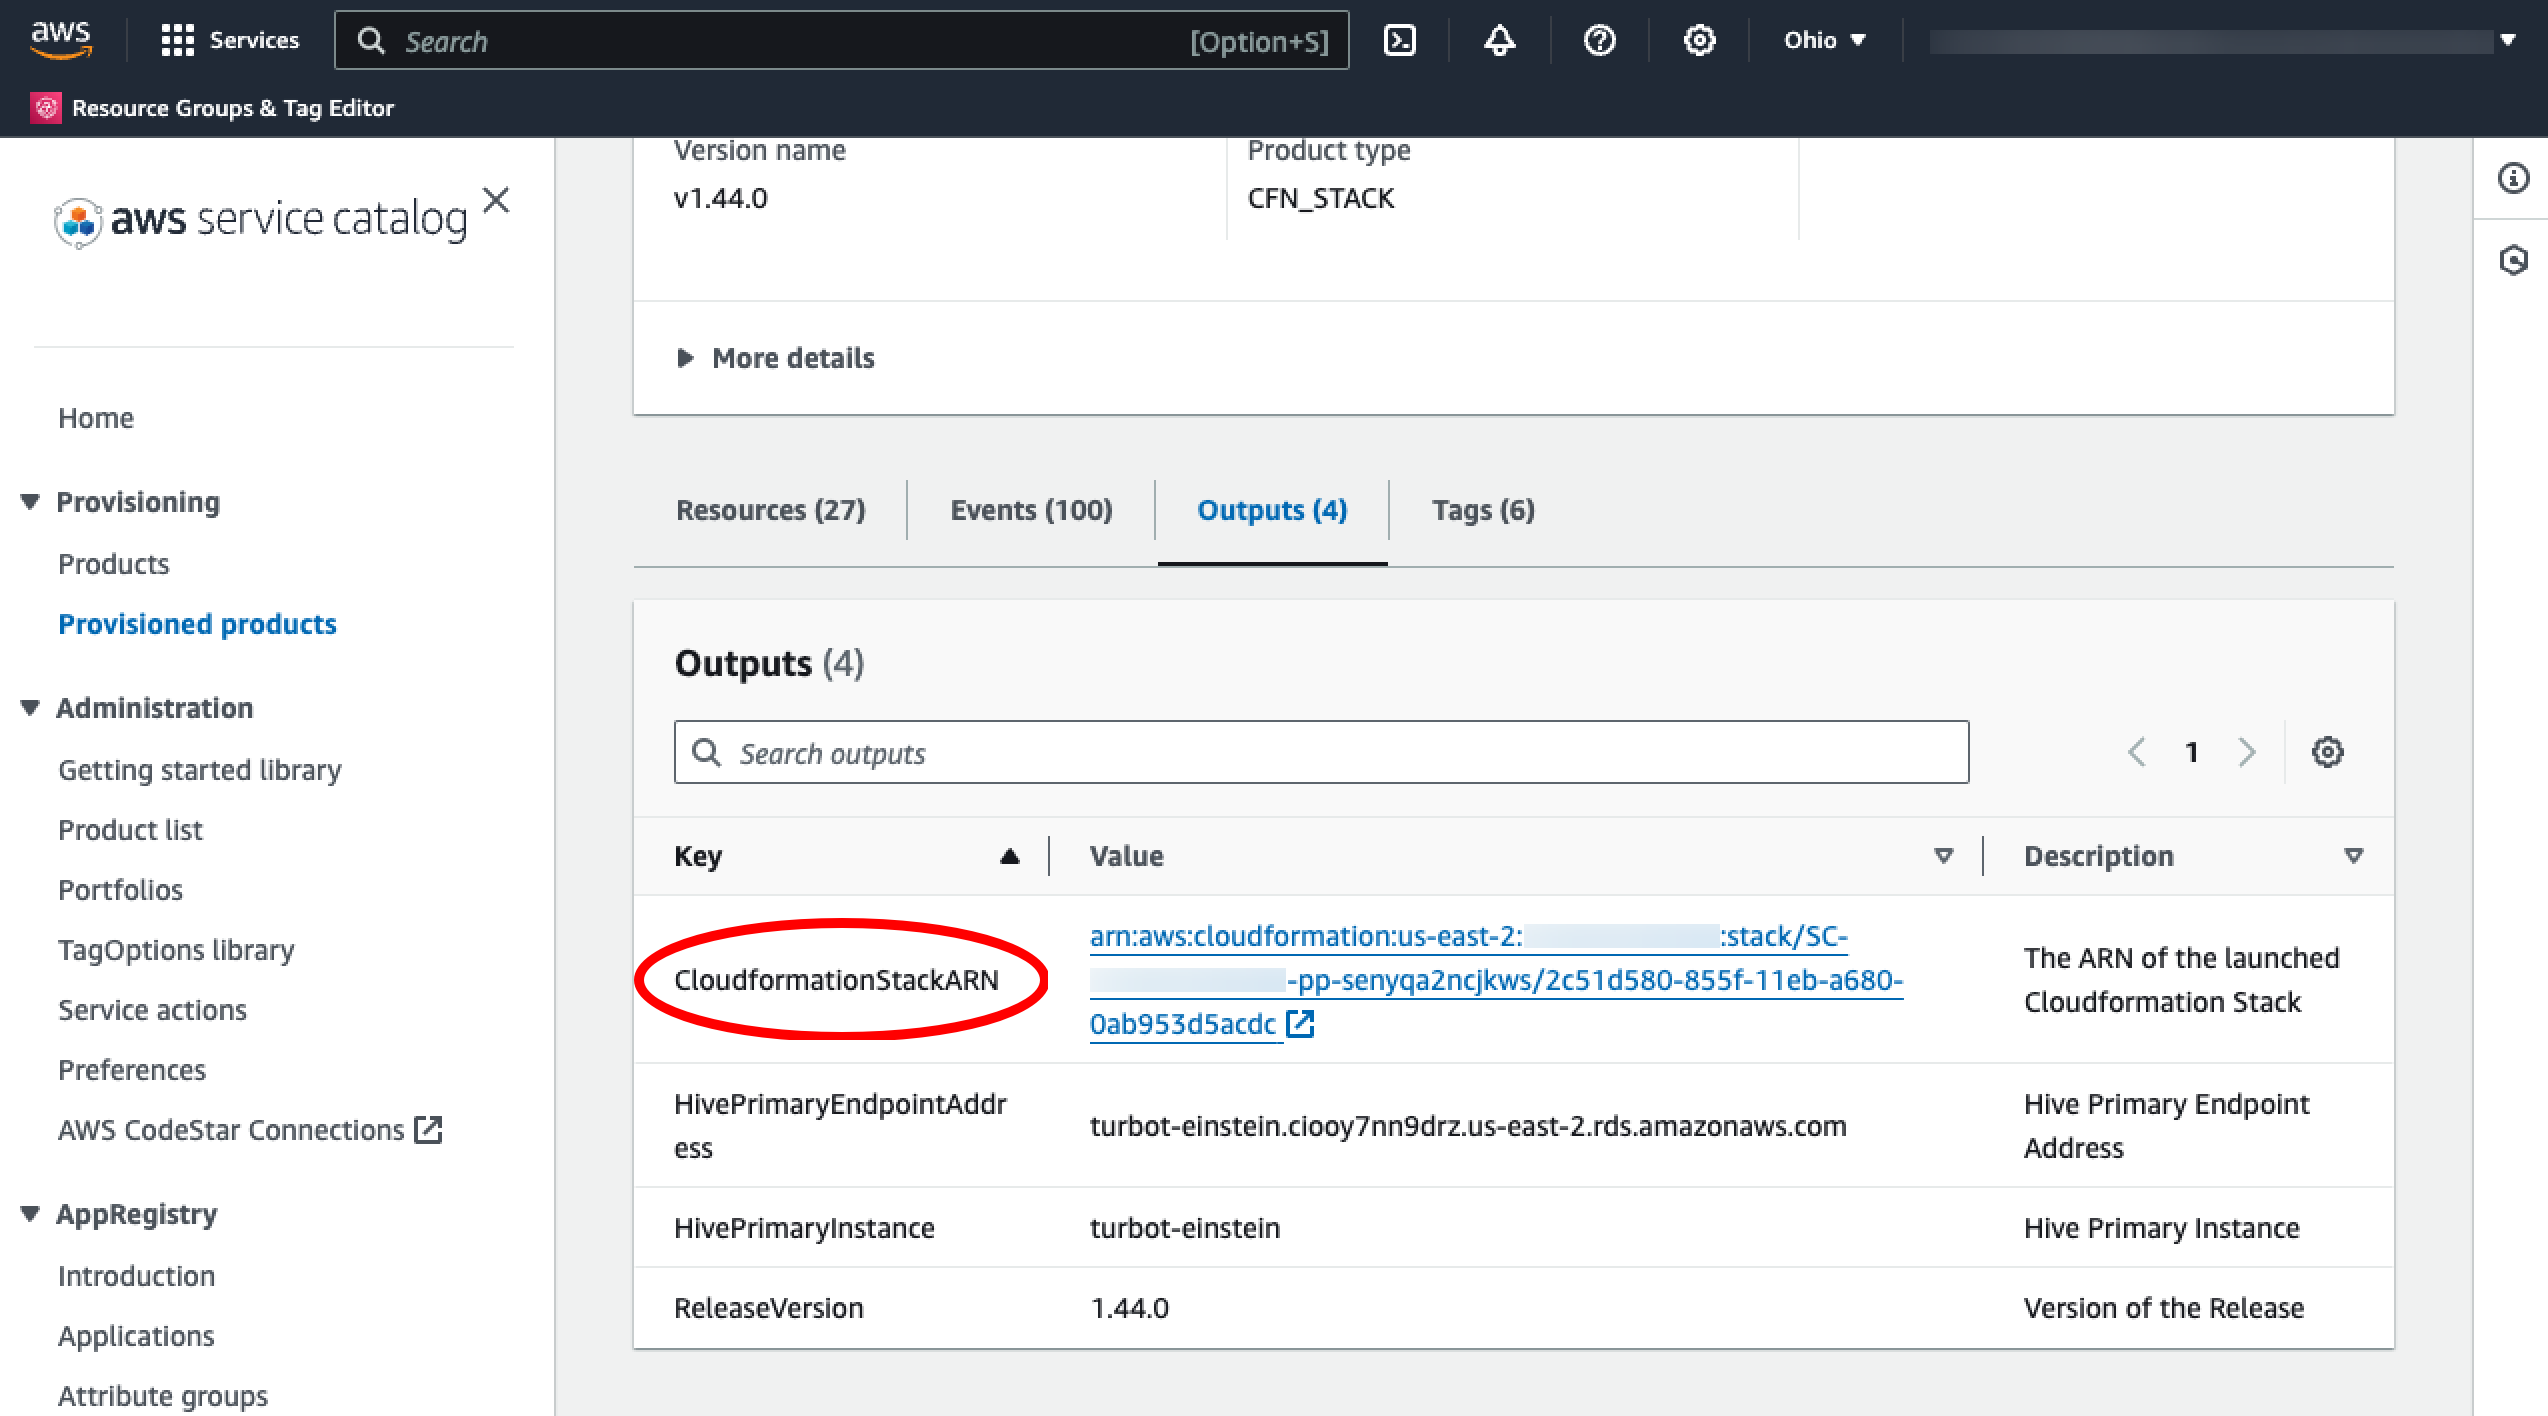 aws
Services
Search
[Option+S]
Ohio
Resource Groups & Tag Editor
aws service catalog
Home
Provisioning
Products
Provisioned products
Administration
Getting started library
Product list
Portfolios
TagOptions library
Service actions
Preferences
AWS CodeStar Connections
AppRegistry
Introduction
Applications
Attribute groups
Version name
v1.44.0
Product type
CFN_STACK
More details
Resources (27)
Events (100)
Outputs (4)
Tags (6)
Outputs (4)
Search outputs
1
Key
Value
Description
CloudformationStackARN
arn:aws:cloudformation:us-east-2: :stack/SC-
-pp-senyqa2ncjkws/2c51d580-855f-11eb-a680-
0ab953d5acdc
The ARN of the launched
Cloudformation Stack
HivePrimaryEndpointAddr
ess
turbot-einstein.ciooy7nn9drz.us-east-2.rds.amazonaws.com
Hive Primary Endpoint
Address
HivePrimaryInstance
turbot-einstein
Hive Primary Instance
ReleaseVersion
1.44.0
Version of the Release